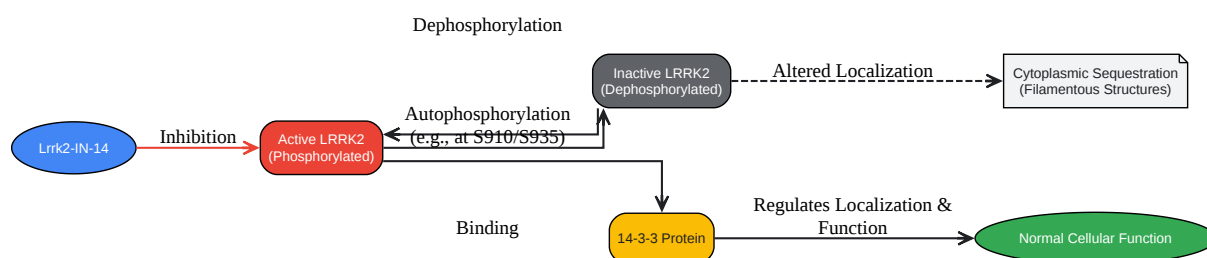 Dephosphorylation
Inactive LRRK2
(Dephosphorylated)
Altered Localization
Cytoplasmic Sequestration
(Filamentous Structures)
Autophosphorylation
(e.g., at S910/S935)
Lrrk2-IN-14
Inhibition
Active LRRK2
(Phosphorylated)
Binding
14-3-3 Protein
Regulates Localization &
Function
Normal Cellular Function